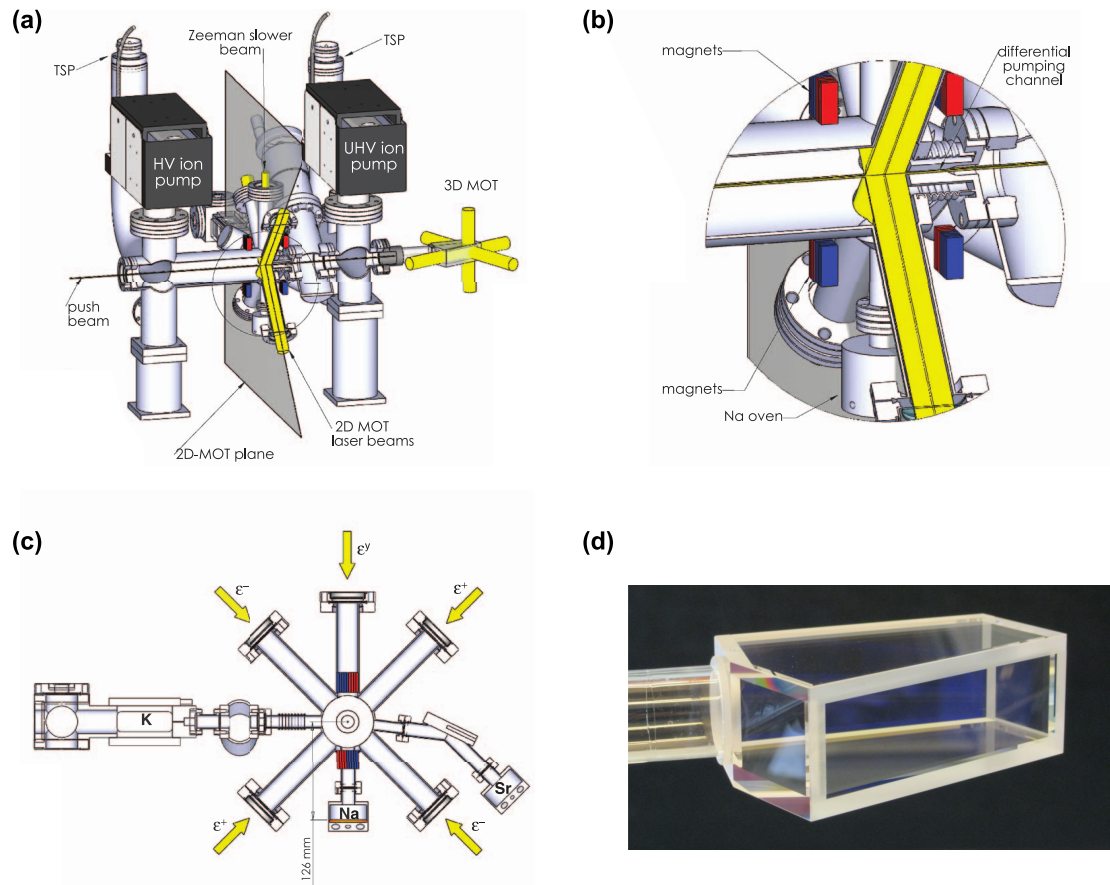 (a)
Zeeman slower
beam
TSP
TSP
HV ion
pump
UHV ion
pump
3D MOT
push
beam
2D MOT
laser beams
2D-MOT plane
(b)
magnets
differential
pumping
channel
magnets
Na oven
(c)
εʸ
ε⁻
ε⁺
K
Sr
Na
ε⁺
ε⁻
126 mm
(d)